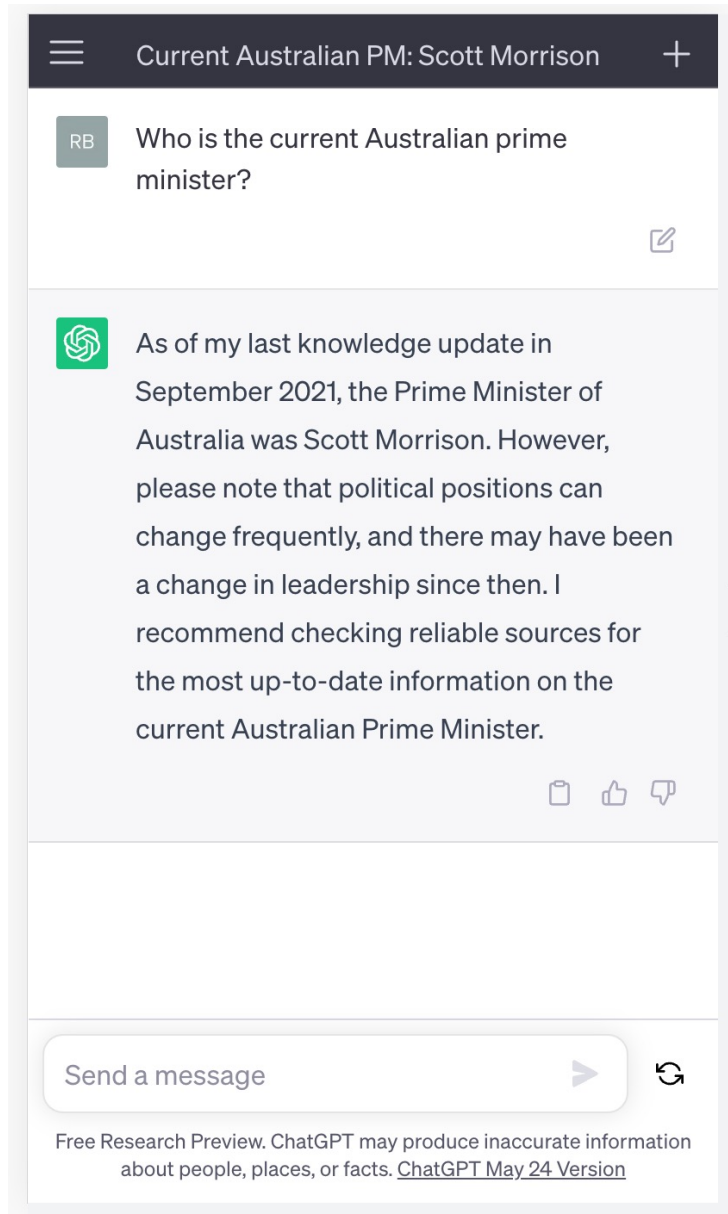 Current Australian PM: Scott Morrison
RB
Who is the current Australian prime
minister?
As of my last knowledge update in
September 2021, the Prime Minister of
Australia was Scott Morrison. However,
please note that political positions can
change frequently, and there may have been
a change in leadership since then. I
recommend checking reliable sources for
the most up-to-date information on the
current Australian Prime Minister.
Send a message
Free Research Preview. ChatGPT may produce inaccurate information
about people, places, or facts. ChatGPT May 24 Version